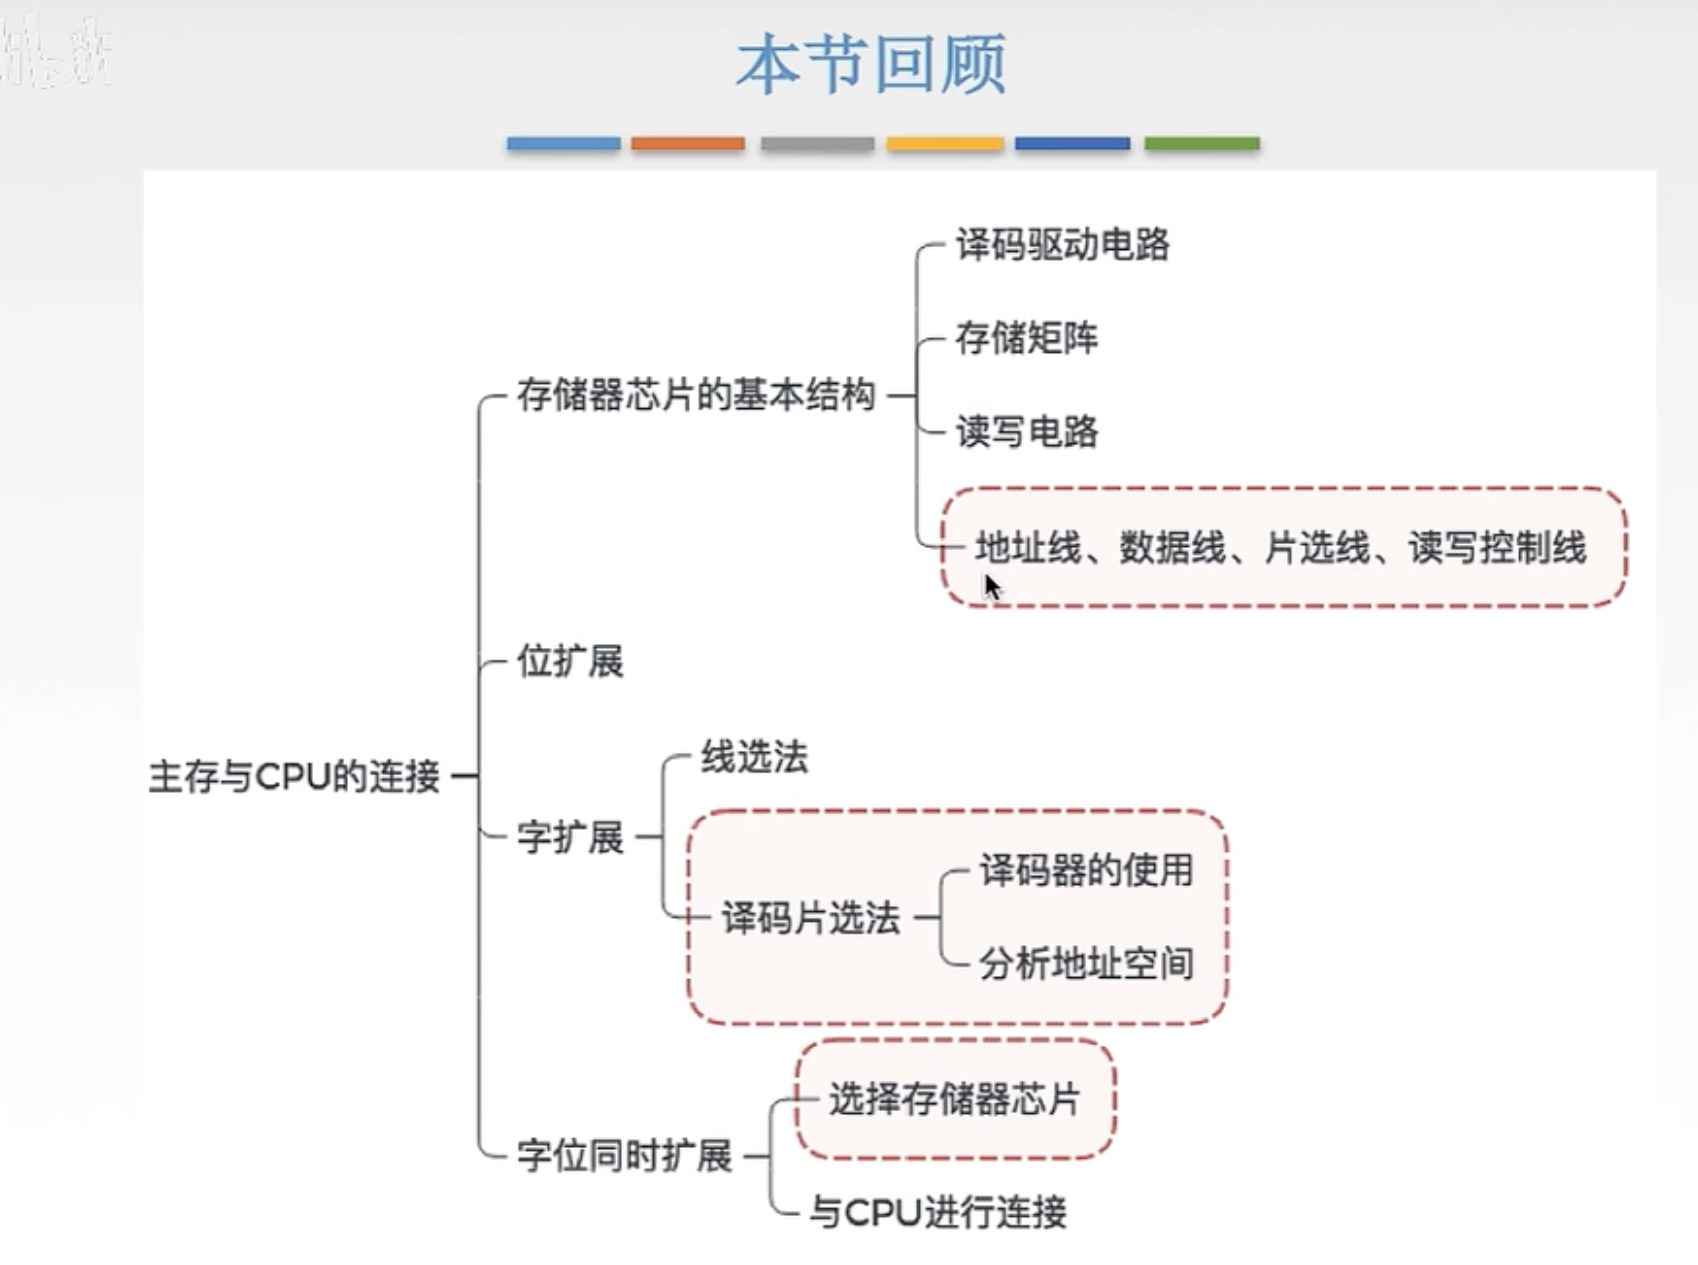 本节回顾
译码驱动电路
存储矩阵
存储器芯片的基本结构
读写电路
地址线、数据线、片选线、读写控制线
位扩展
线选法
主存与CPU的连接
字扩展
译码器的使用
译码片选法
分析地址空间
选择存储器芯片
字位同时扩展
与CPU进行连接